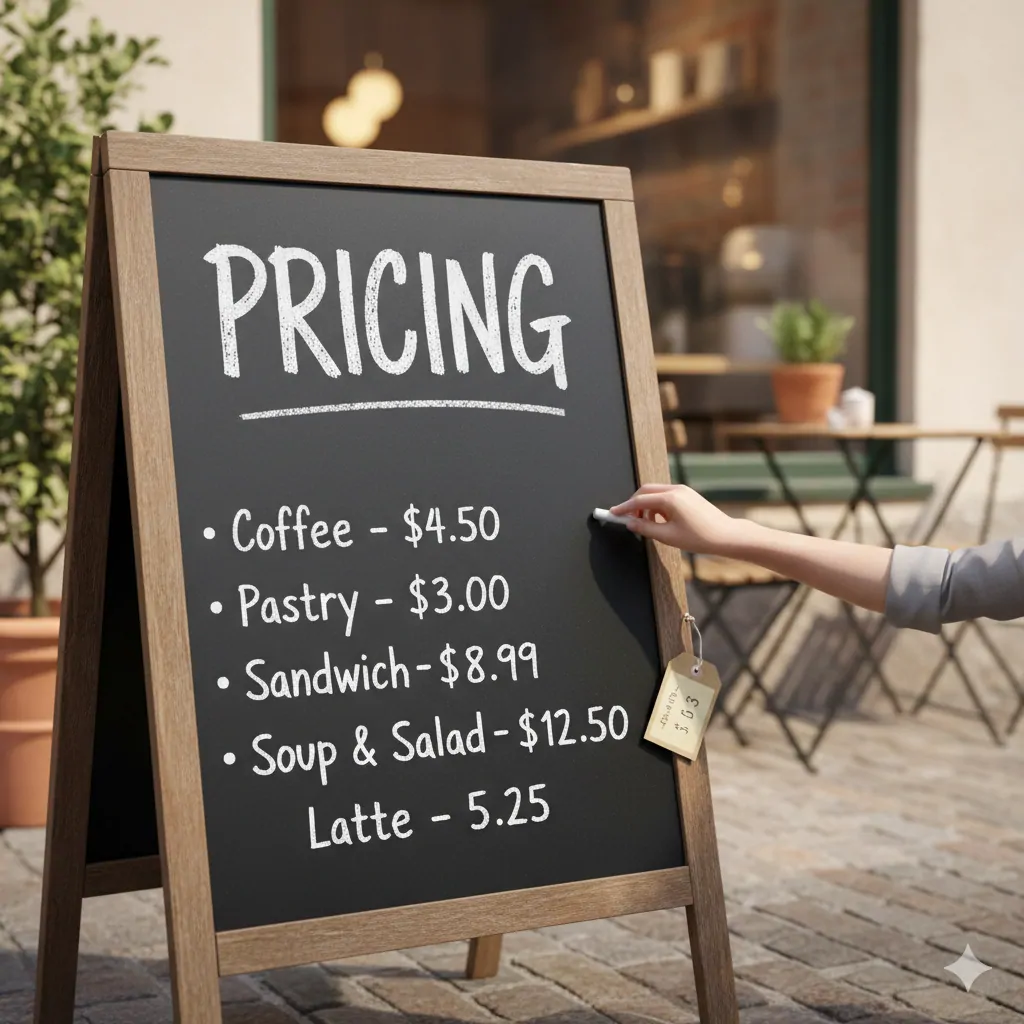 PRICING
• Coffee – $4.50
• Pastry – $3.00
• Sandwich – $8.99
• Soup & Salad – $12.50
Latte – 5.25